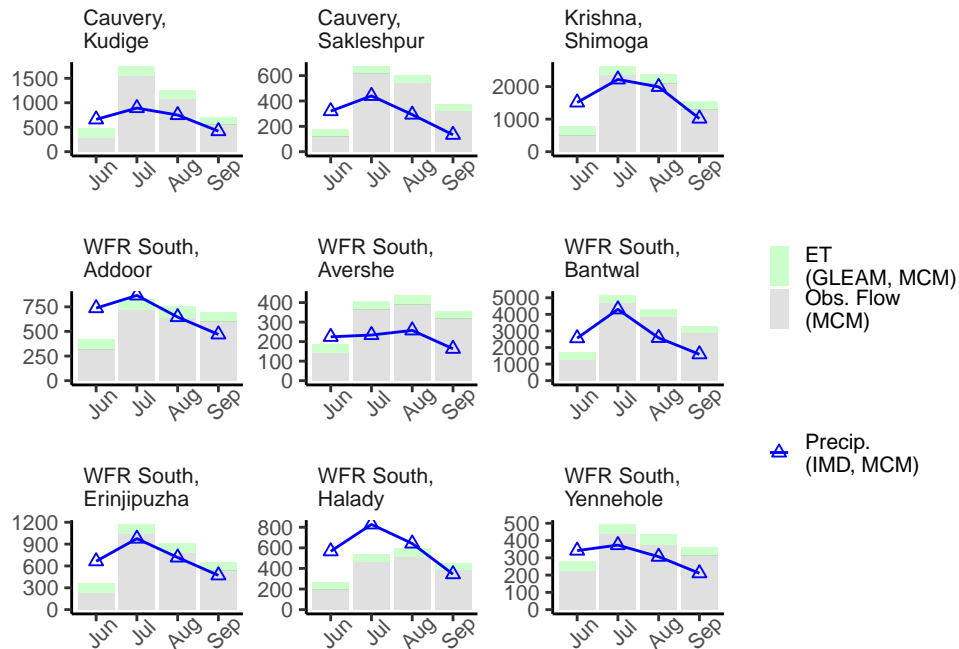 Cauvery,
Kudige
1500
1000
500
0
Jun
Jul
Aug
Sep
Cauvery,
Sakleshpur
600
400
200
0
Jun
Jul
Aug
Sep
Krishna,
Shimoga
2000
1000
0
Jun
Jul
Aug
Sep
WFR South,
Addoor
750
500
250
0
Jun
Jul
Aug
Sep
WFR South,
Avershe
400
300
200
100
0
Jun
Jul
Aug
Sep
WFR South,
Bantwal
5000
4000
3000
2000
1000
0
Jun
Jul
Aug
Sep
WFR South,
Erinjipuzha
1200
900
600
300
0
Jun
Jul
Aug
Sep
WFR South,
Halady
800
600
400
200
0
Jun
Jul
Aug
Sep
WFR South,
Yennehole
500
400
300
200
100
0
Jun
Jul
Aug
Sep
ET
(GLEAM, MCM)
Obs. Flow
(MCM)
Precip.
(IMD, MCM)